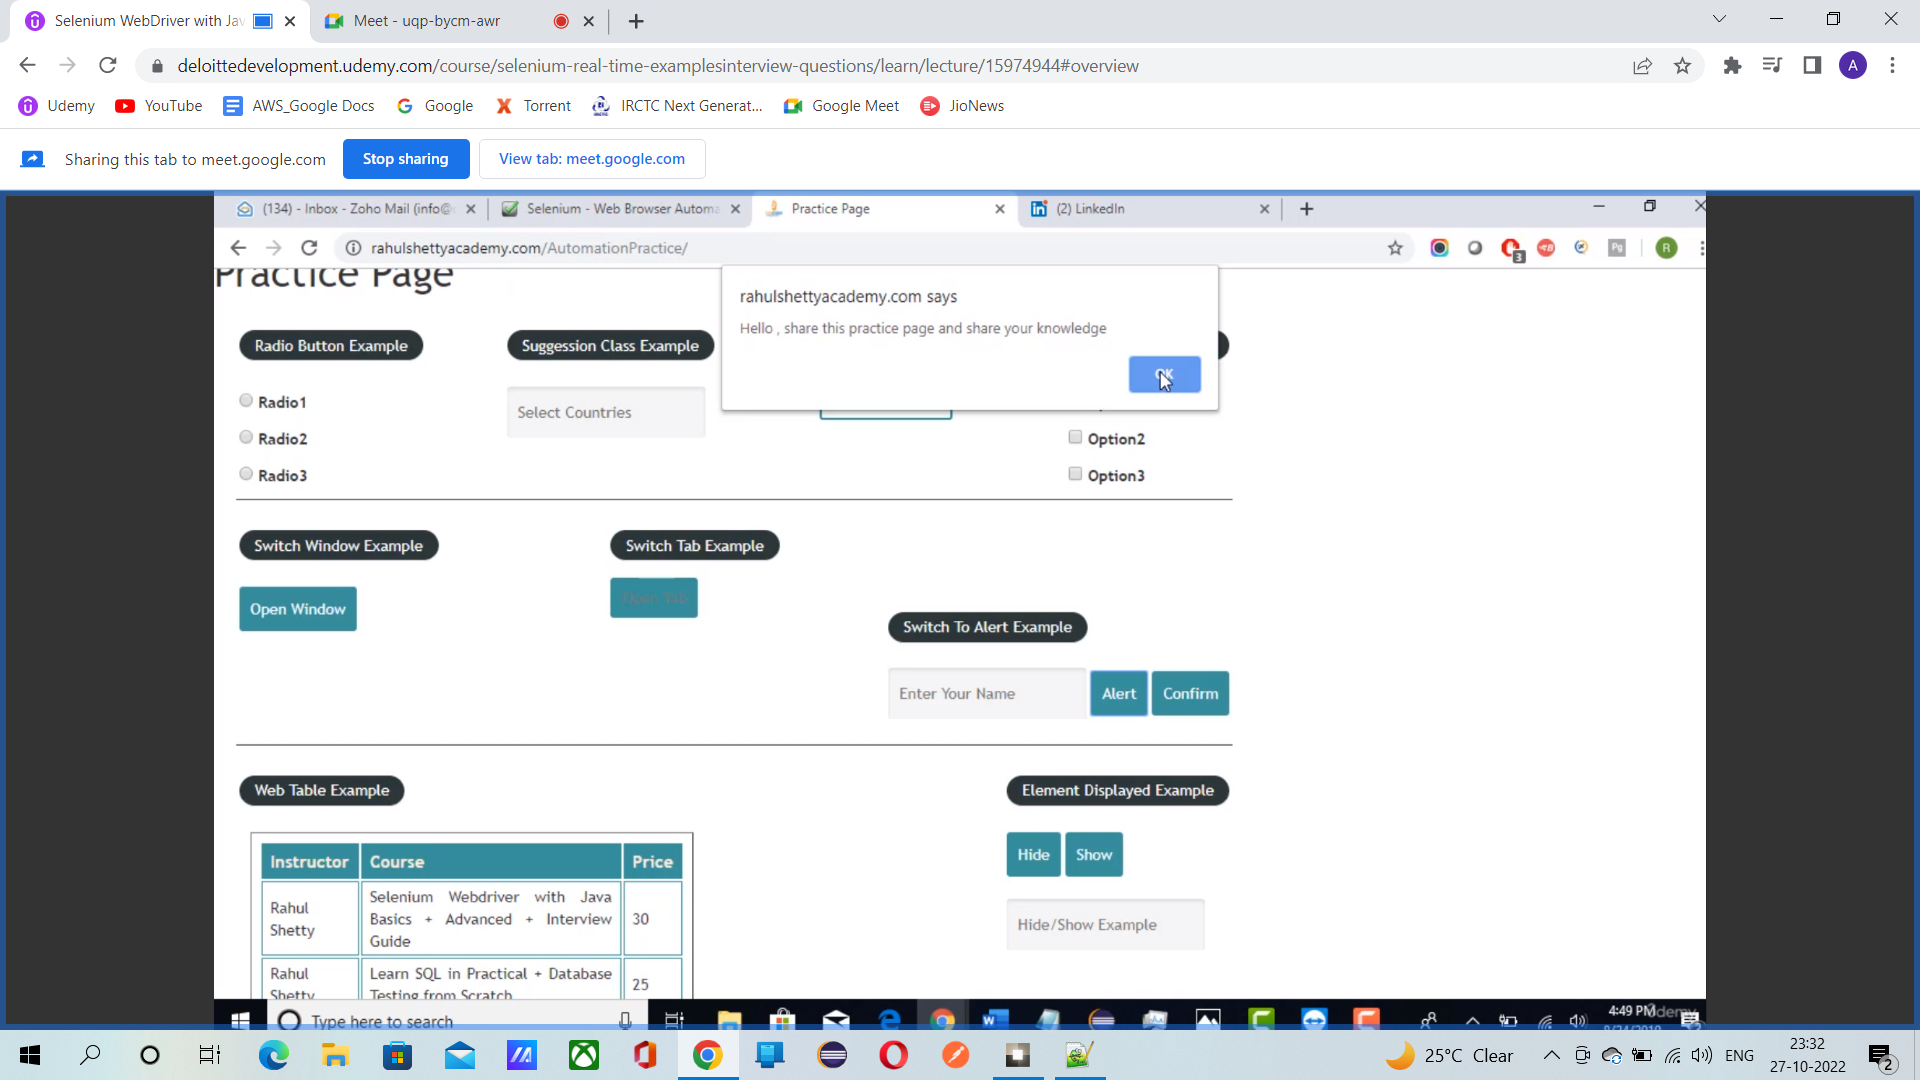 Selenium WebDriver with Jav
Meet - uqp-bycm-awr
deloittedevelopment.udemy.com/course/selenium-real-time-examplesinterview-questions/learn/lecture/15974944#overview
A
Udemy
YouTube
AWS_Google Docs
Google
Torrent
IRCTC Next Generat...
Google Meet
JioNews
Sharing this tab to meet.google.com
Stop sharing
View tab: meet.google.com
(134) - Inbox - Zoho Mail (info@
Selenium - Web Browser Automa
Practice Page
(2) LinkedIn
rahulshettyacademy.com/AutomationPractice/
3
Pg
R
Practice Page
rahulshettyacademy.com says
Hello , share this practice page and share your knowledge
OK
Radio Button Example
Suggession Class Example
Radio1
Select Countries
Radio2
Option2
Radio3
Option3
Switch Window Example
Switch Tab Example
Open Window
Open Tab
Switch To Alert Example
Enter Your Name
Alert
Confirm
Web Table Example
Element Displayed Example
Instructor Course Price
Hide
Show
Rahul Shetty
Selenium Webdriver with Java
Basics + Advanced + Interview
Guide
30
Hide/Show Example
Rahul
Shetty
Learn SQL in Practical + Database
Testing from Scratch
25
Type here to search
4:49 PM
25°C Clear
ENG
23:32
27-10-2022
2